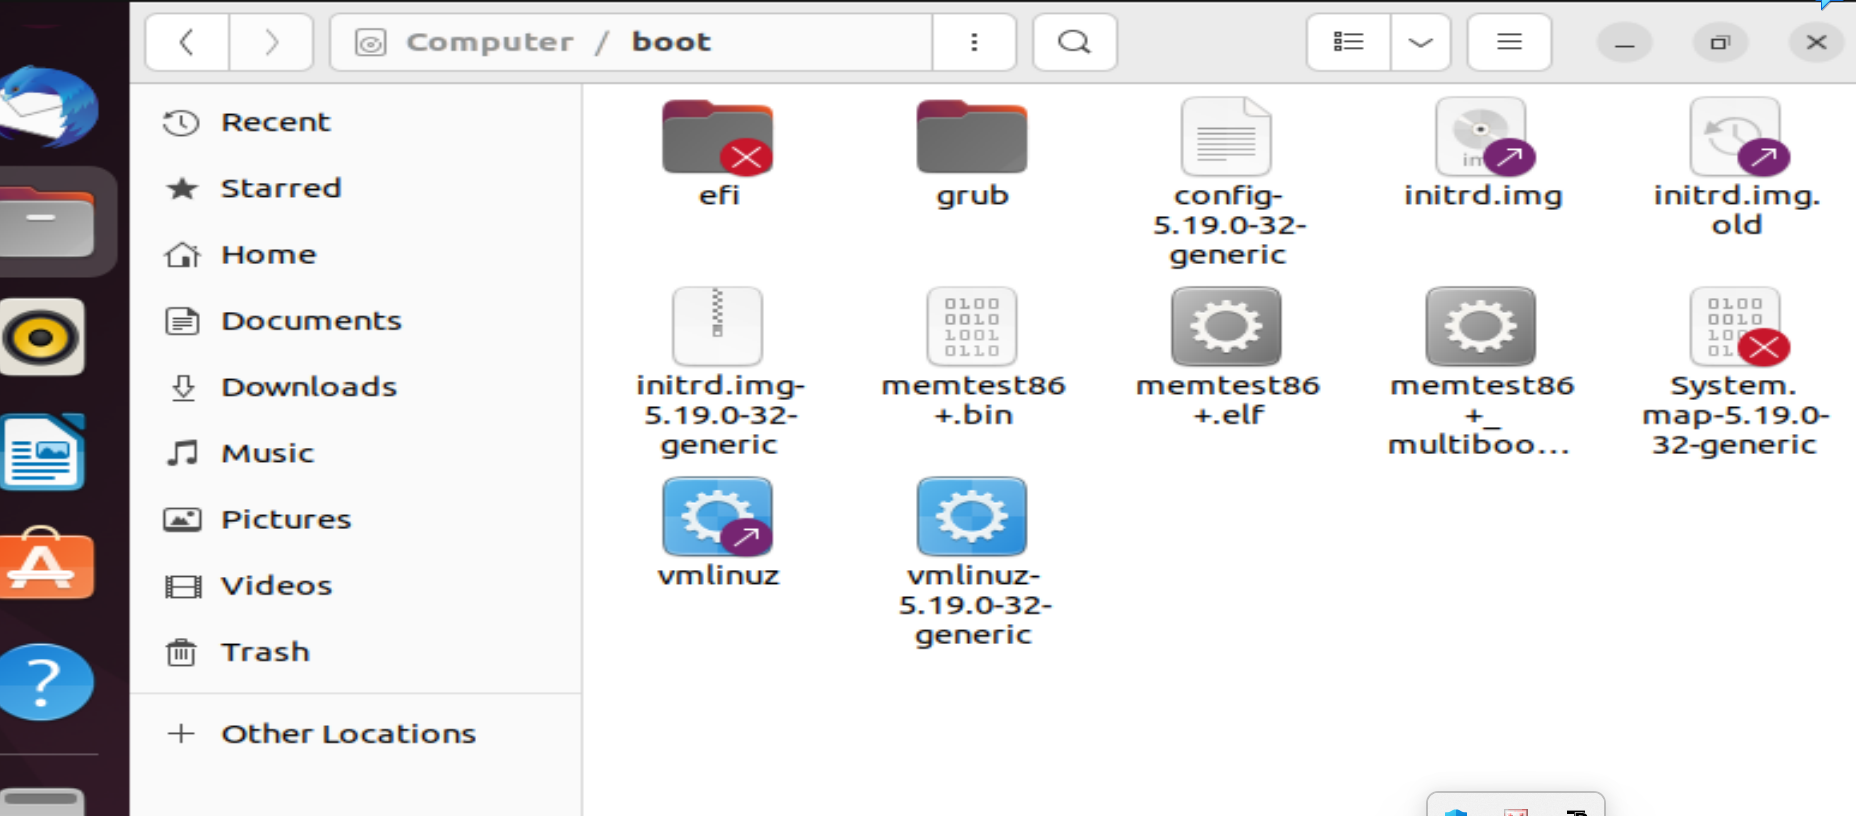 Computer / boot
Recent
Starred
Home
Documents
Downloads
Music
Pictures
Videos
Trash
Other Locations
efi
grub
config-
5.19.0-32-
generic
initrd.img
initrd.img.
old
initrd.img-
5.19.0-32-
generic
memtest86
+.bin
memtest86
+.elf
memtest86
+_
multiboo...
System.
map-5.19.0-
32-generic
vmlinuz
vmlinuz-
5.19.0-32-
generic